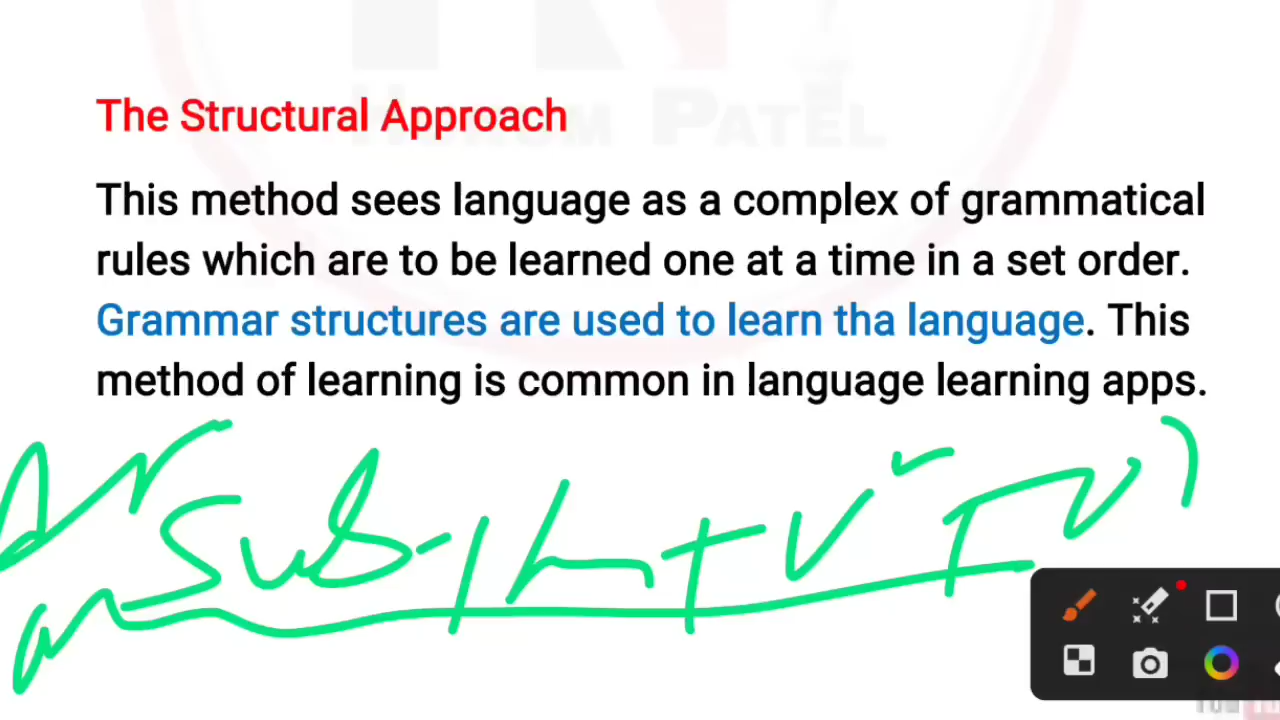 The Structural Approach
This method sees language as a complex of grammatical
rules which are to be learned one at a time in a set order.
Grammar structures are used to learn tha language. This
method of learning is common in language learning apps.
PATEL